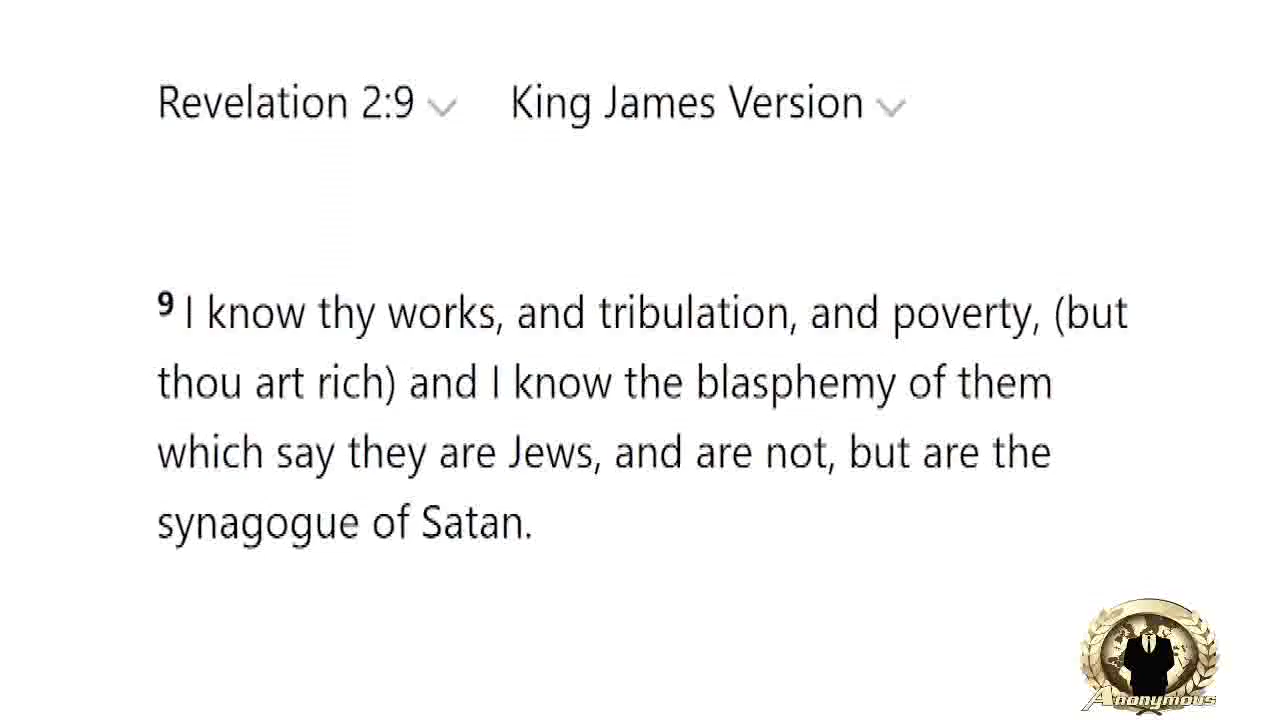 Revelation 2:9 King James Version
9 I know thy works, and tribulation, and poverty, (but
thou art rich) and I know the blasphemy of them
which say they are Jews, and are not, but are the
synagogue of Satan.
Anonymous